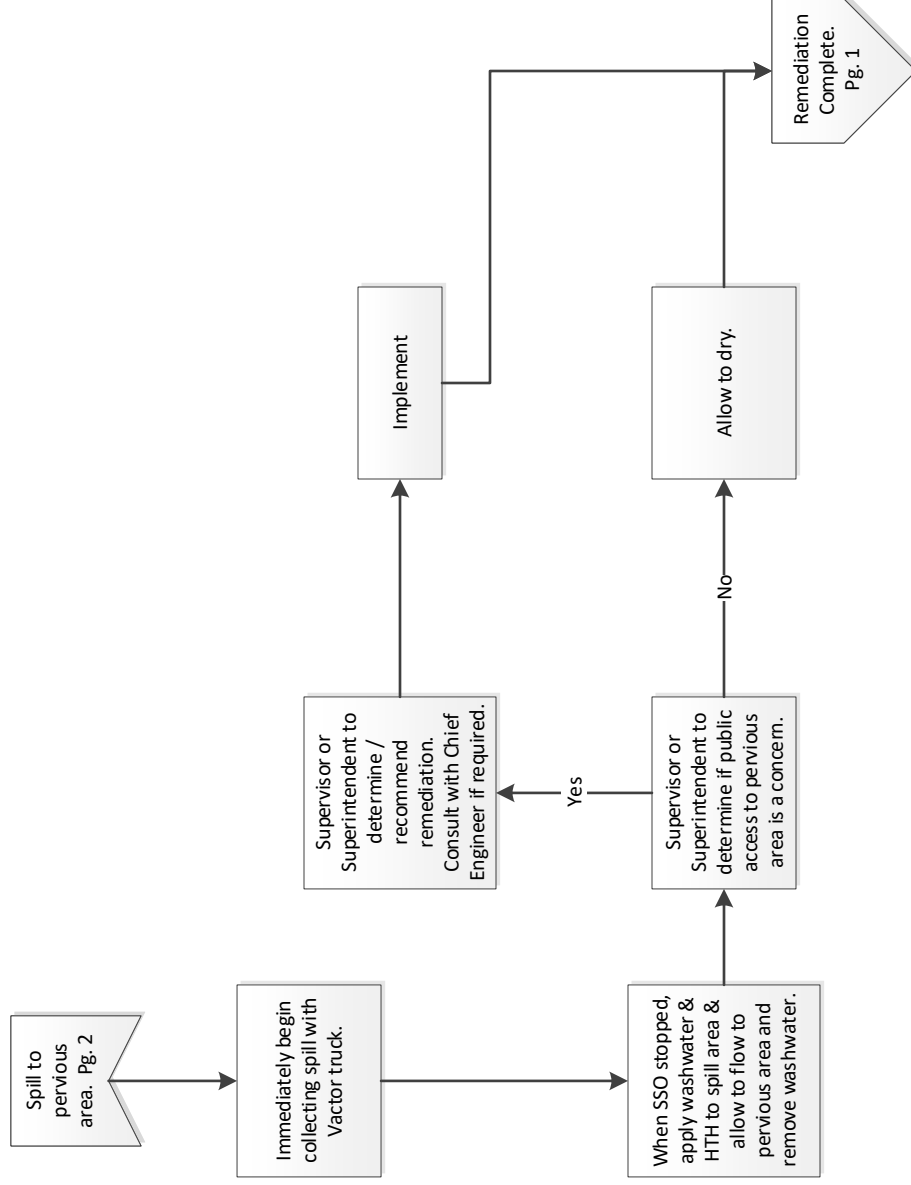 Spill to
pervious
area.  Pg. 2
Immediately begin
collecting spill with
Vactor truck.
When SSO stopped,
apply washwater &
HTH to spill area &
allow to flow to
pervious area and
remove washwater.
Supervisor or
Superintendent to
determine if public
access to pervious
area is a concern.
Yes
Supervisor or
Superintendent to
determine /
recommend
remediation.
Consult with Chief
Engineer if required.
Implement
No
Allow to dry.
Remediation
Complete.
Pg. 1